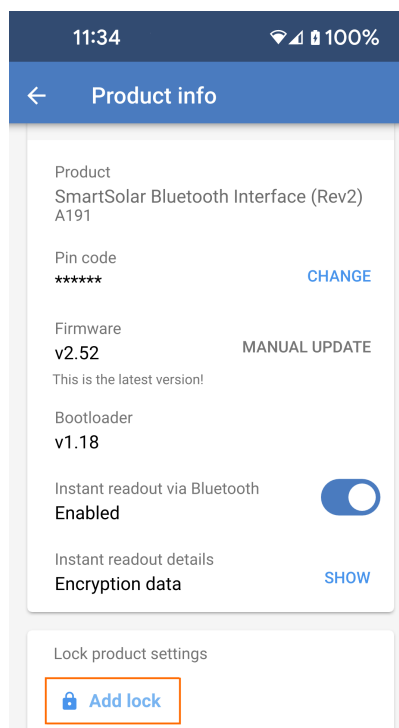 11:34 100%
Product info
Product
SmartSolar Bluetooth Interface (Rev2)
A191
Pin code
******
CHANGE
Firmware
v2.52
MANUAL UPDATE
This is the latest version!
Bootloader
v1.18
Instant readout via Bluetooth
Enabled
Instant readout details
Encryption data
SHOW
Lock product settings
Add lock